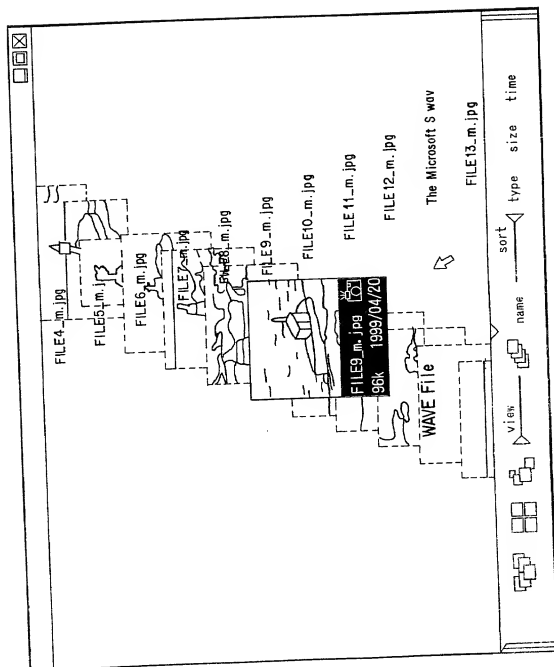 FILE4_m.jpg
FILE5_m.j
FILE6_m.jpg
FILE7_m.jpg
FILE8_m.jpg
FILE9_m.jpg
FILE10_m.jpg
FILE11_m.jpg
FILE12_m.jpg
The Microsoft S wav
FILE13_m.jpg
FILE9_m.jpg
96k 1999/04/20
WAVE File
view name sort type size time